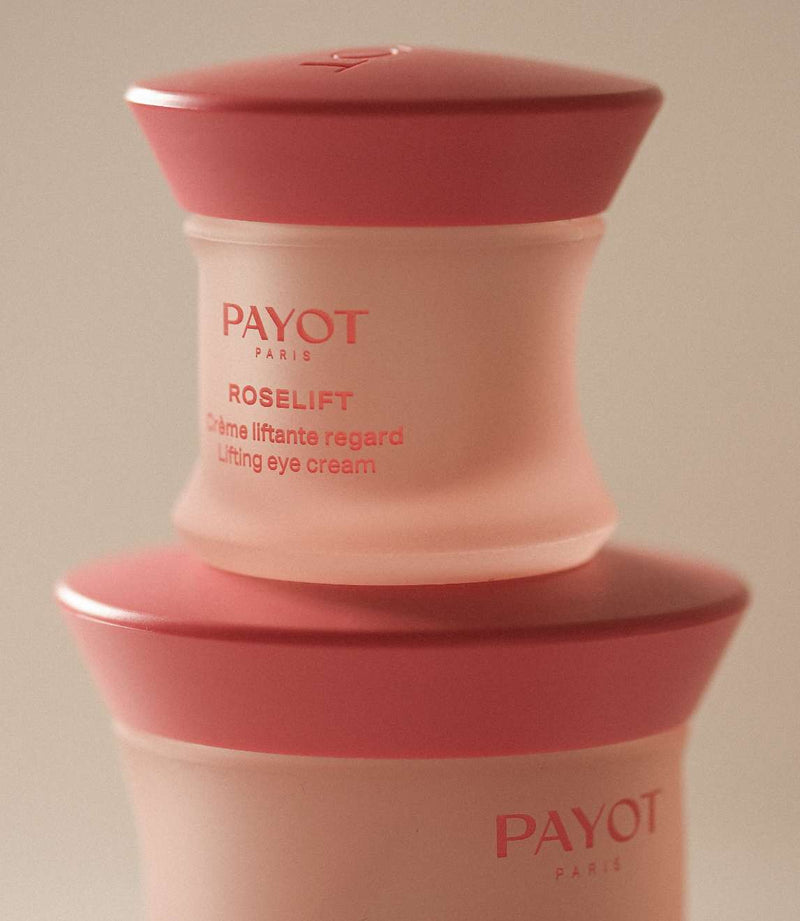 PAYOT
PARIS
ROSELIFT
Crème liftante regard
Lifting eye cream
PAYOT
PARIS